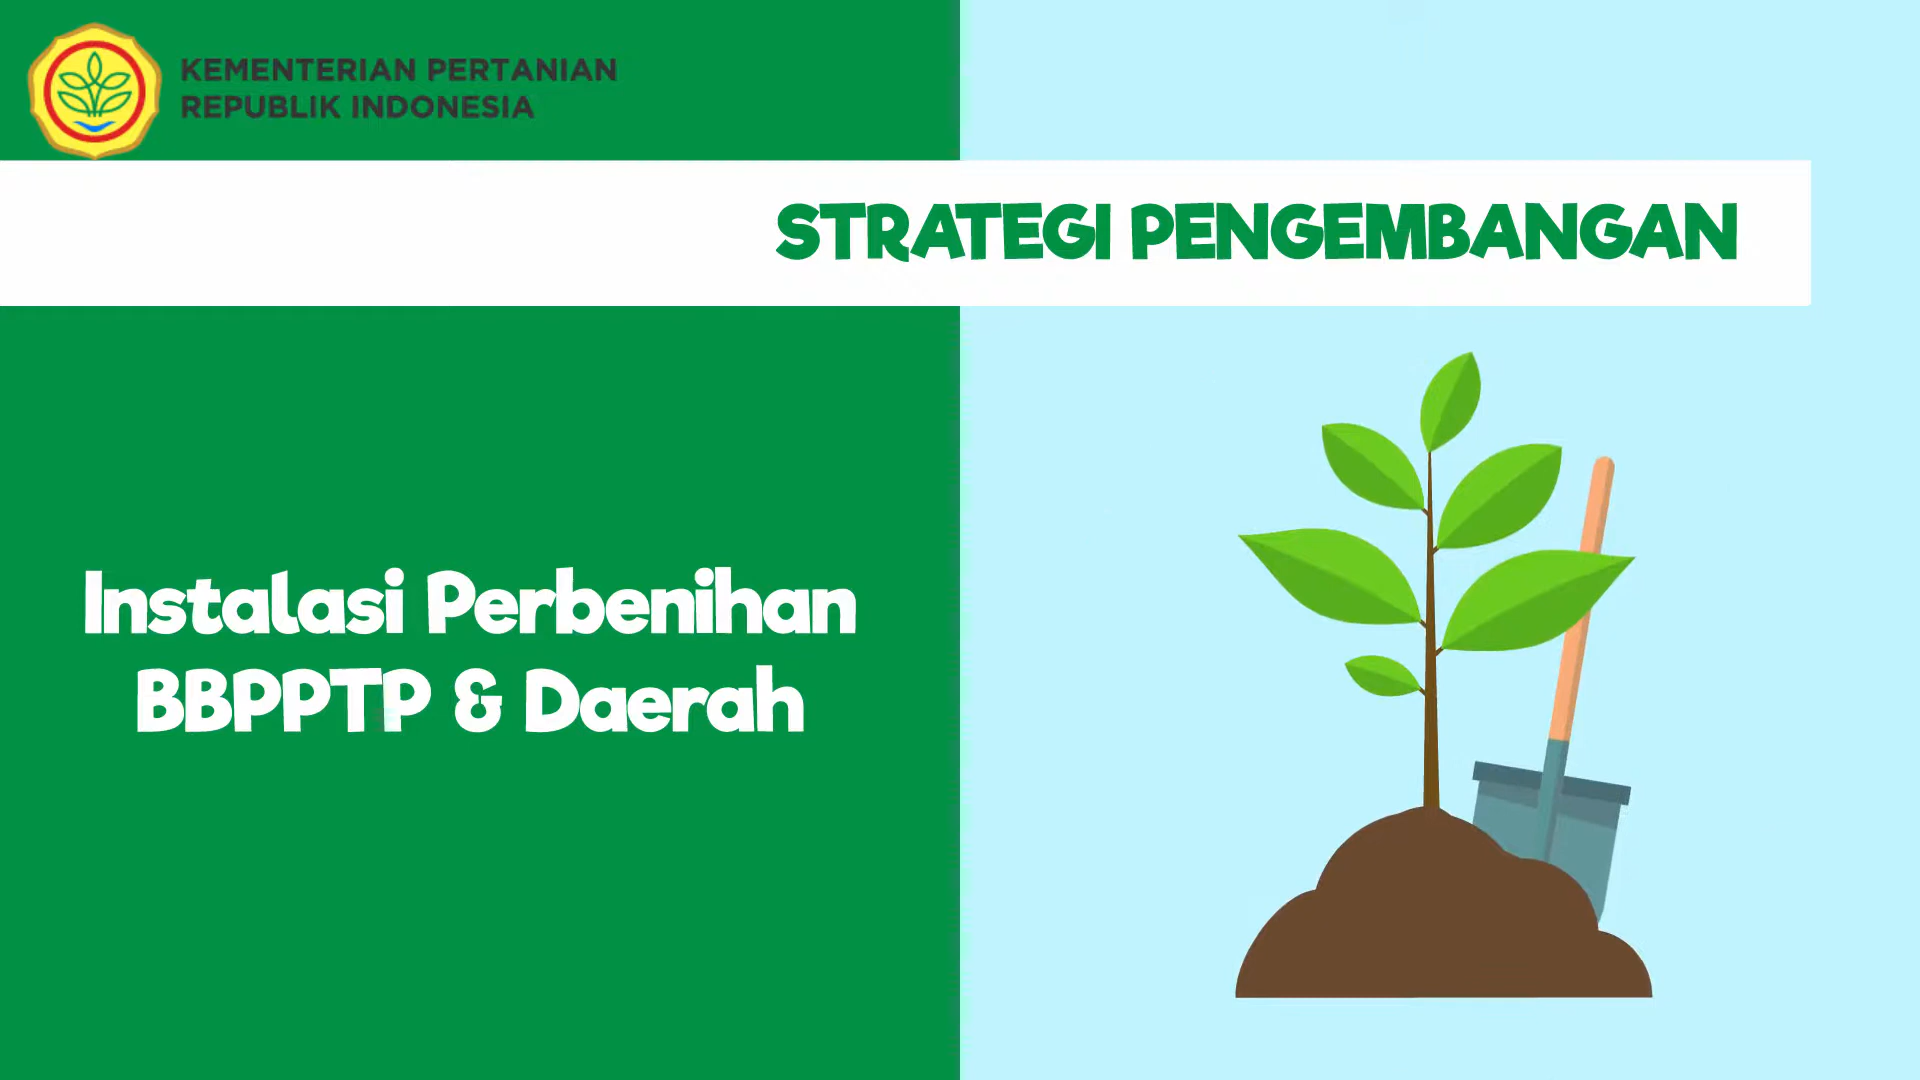 KEMENTERIAN PERTANIAN
REPUBLIK INDONESIA
STRATEGI PENGEMBANGAN
Instalasi Perbenihan
BBPPTP & Daerah